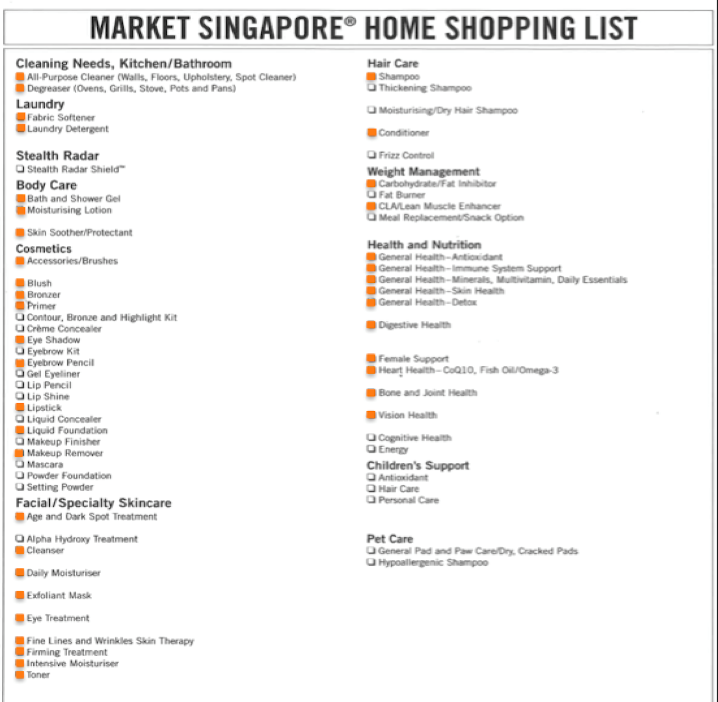 MARKET SINGAPORE® HOME SHOPPING LIST
Cleaning Needs, Kitchen/Bathroom
All-Purpose Cleaner (Walls, Floors, Upholstery, Spot Cleaner)
Degreaser (Ovens, Grills, Stove, Pots and Pans)
Laundry
Fabric Softener
Laundry Detergent
Stealth Radar
Stealth Radar Shield™
Body Care
Bath and Shower Gel
Moisturising Lotion
Skin Soother/Protectant
Cosmetics
Accessories/Brushes
Blush
Bronzer
Primer
Contour, Bronze and Highlight Kit
Crème Concealer
Eye Shadow
Eyebrow Kit
Eyebrow Pencil
Gel Eyeliner
Lip Pencil
Lip Shine
Lipstick
Liquid Concealer
Liquid Foundation
Makeup Finisher
Makeup Remover
Mascara
Powder Foundation
Setting Powder
Facial/Specialty Skincare
Age and Dark Spot Treatment
Alpha Hydroxy Treatment
Cleanser
Daily Moisturiser
Exfoliant Mask
Eye Treatment
Fine Lines and Wrinkles Skin Therapy
Firming Treatment
Intensive Moisturiser
Toner
Hair Care
Shampoo
Thickening Shampoo
Moisturising/Dry Hair Shampoo
Conditioner
Frizz Control
Weight Management
Carbohydrate/Fat Inhibitor
Fat Burner
CLA/Lean Muscle Enhancer
Meal Replacement/Snack Option
Health and Nutrition
General Health–Antioxidant
General Health–Immune System Support
General Health–Minerals, Multivitamin, Daily Essentials
General Health–Skin Health
General Health–Detox
Digestive Health
Female Support
Heart Health–CoQ10, Fish Oil/Omega-3
Bone and Joint Health
Vision Health
Cognitive Health
Energy
Children's Support
Antioxidant
Hair Care
Personal Care
Pet Care
General Pad and Paw Care/Dry, Cracked Pads
Hypoallergenic Shampoo